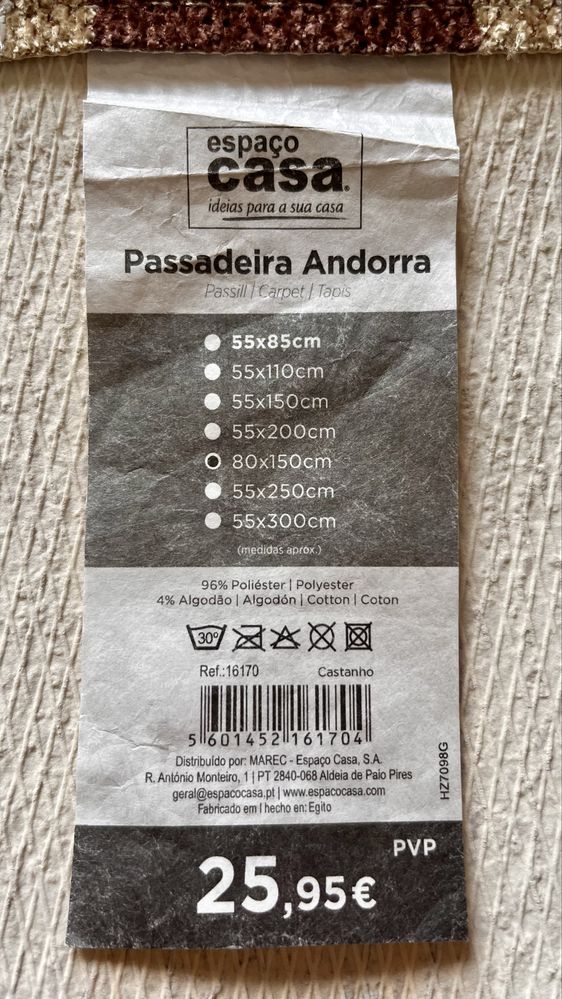 espaço
casa®
ideias para a sua casa
Passadeira Andorra
Passill | Carpet | Tapis
55x85cm
55x110cm
55x150cm
55x200cm
80x150cm
55x250cm
55x300cm
(medidas aprox.)
96% Poliéster | Polyester
4% Algodão | Algodón | Cotton | Coton
30º
Ref.:16170 Castanho
5 601452 161704
Distribuído por: MAREC - Espaço Casa, S.A.
R. António Monteiro, 1 | PT 2840-068 Aldeia de Paio Pires
geral@espacocasa.pt | www.espacocasa.com
Fabricado em | hecho en: Egito
HZ7098G
PVP
25,95€